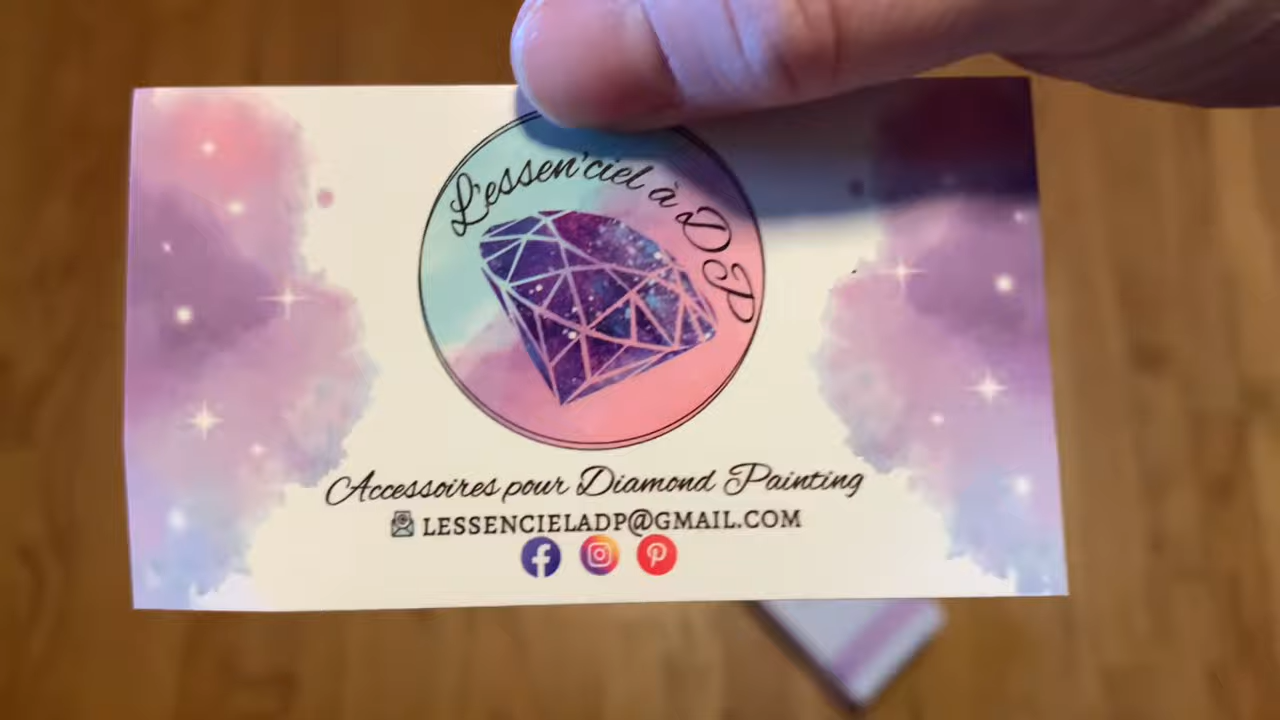 L'essen'ciel à DP
Accessoires pour Diamond Painting
LESSENCIELADP@GMAIL.COM